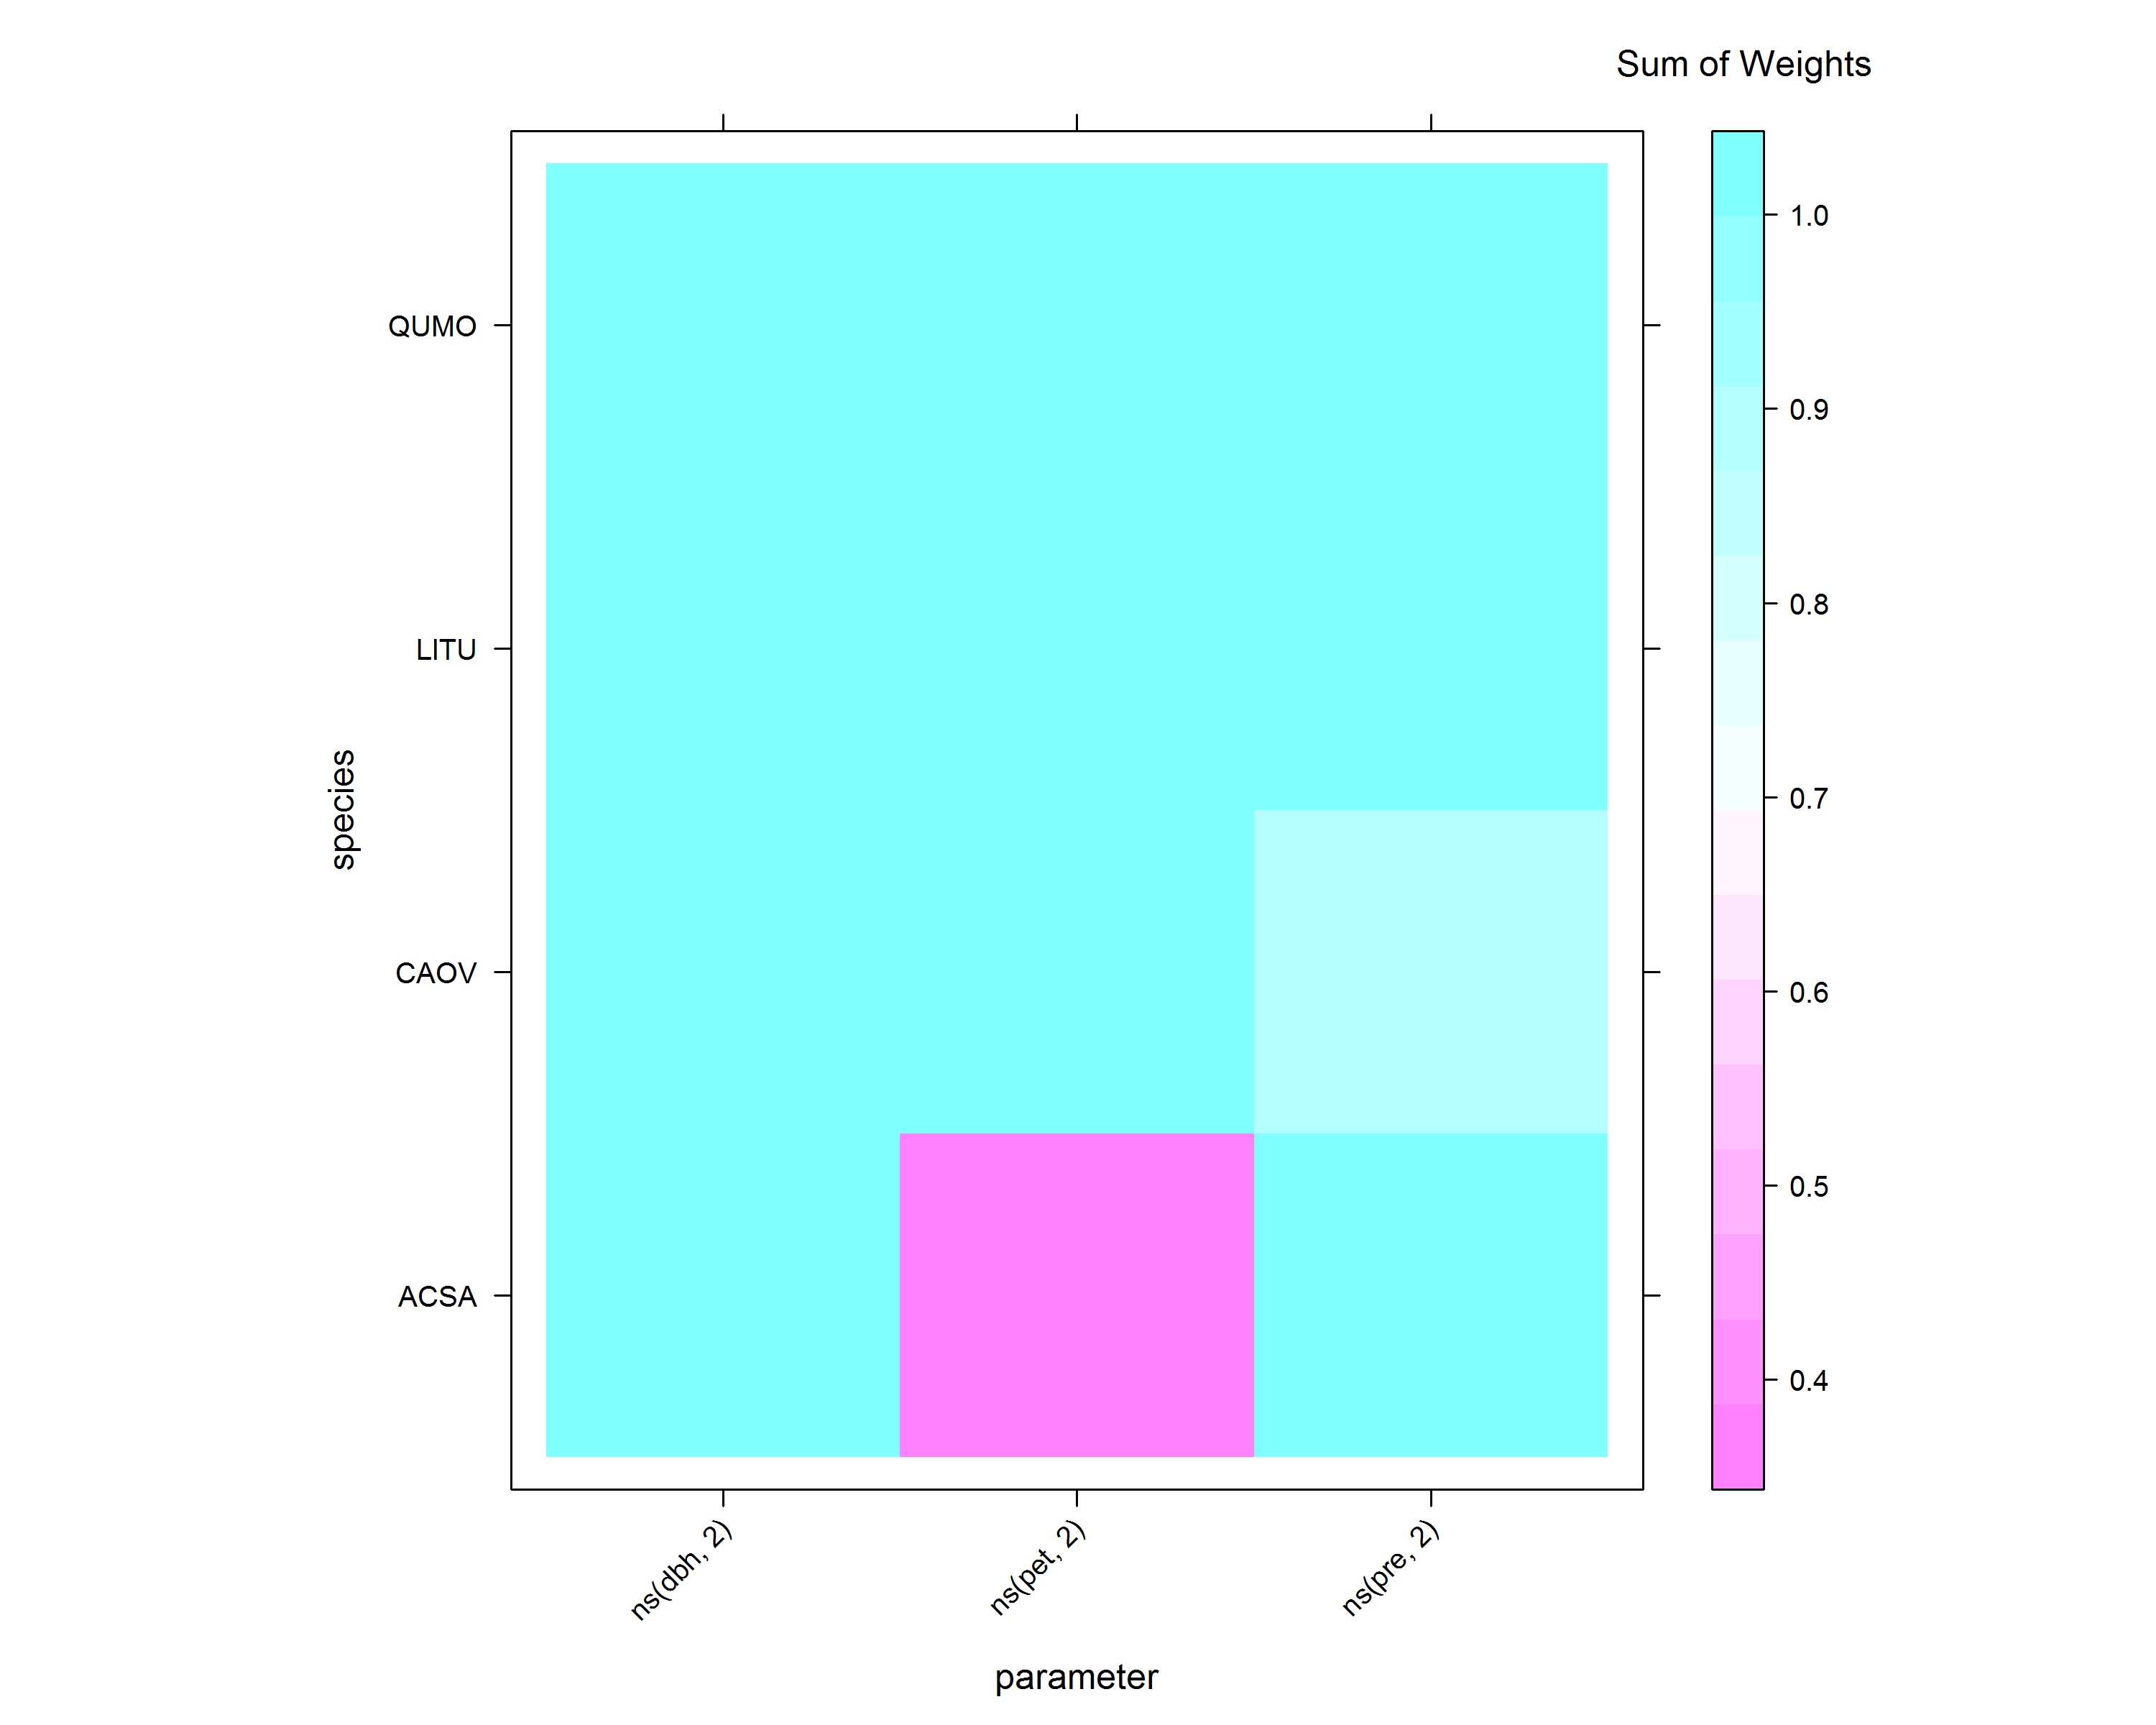 Sum of Weights
1.0
0.9
0.8
0.7
0.6
0.5
0.4
species
QUMO
LITU
CAOV
ACSA
ns(dbh, 2)
ns(pet, 2)
ns(pre, 2)
parameter